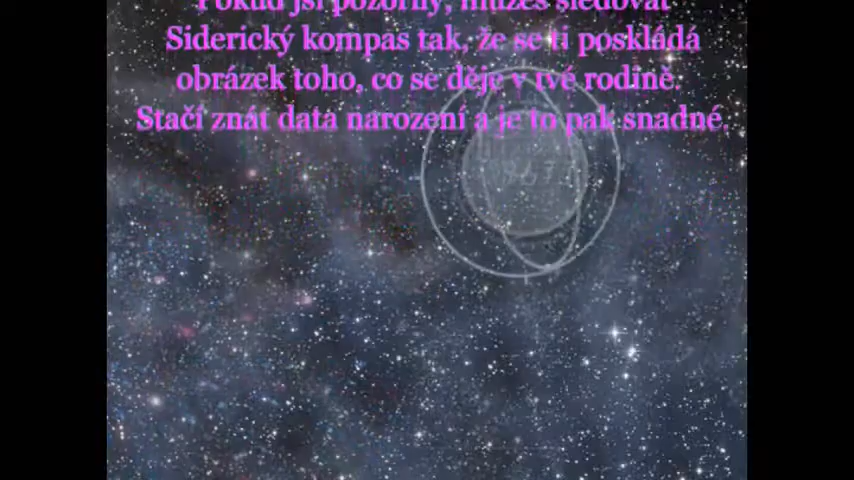 Pokud jsi pozorný, můžeš sledovat
Siderický kompas tak, že se ti poskládá
obrázek toho, co se děje v tvé rodině.
Stačí znát data narození a je to pak snadné.